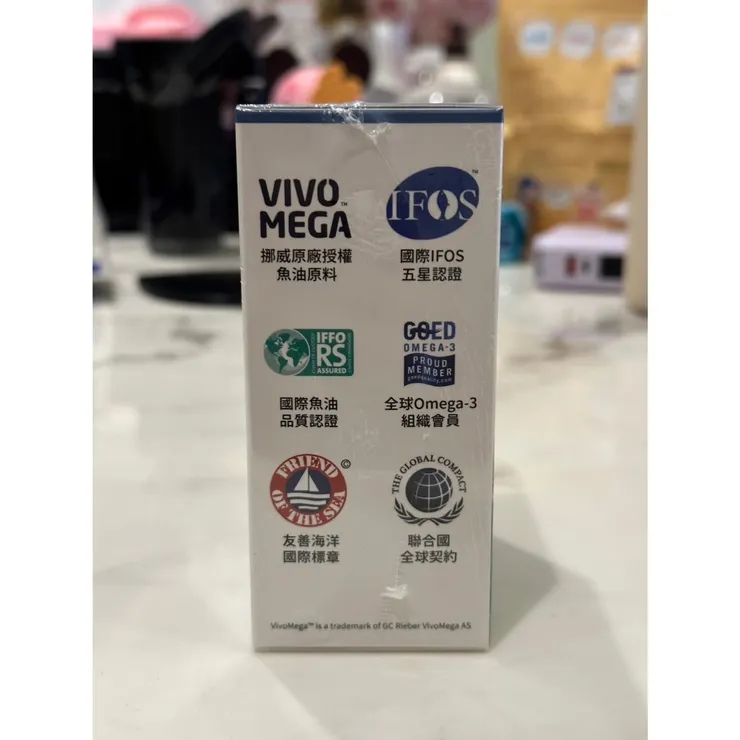 VIVO
MEGA™
挪威原廠授權
魚油原料
IFOS™
國際IFOS
五星認證
IFFO
RS
ASSURED
國際魚油
品質認證
GOED
OMEGA-3
PROUD
MEMBER
全球Omega-3
組織會員
FRIEND
OF THE SEA
©
友善海洋
國際標章
THE GLOBAL COMPACT
聯合國
全球契約
VivoMega™ is a trademark of GC Rieber VivoMega AS